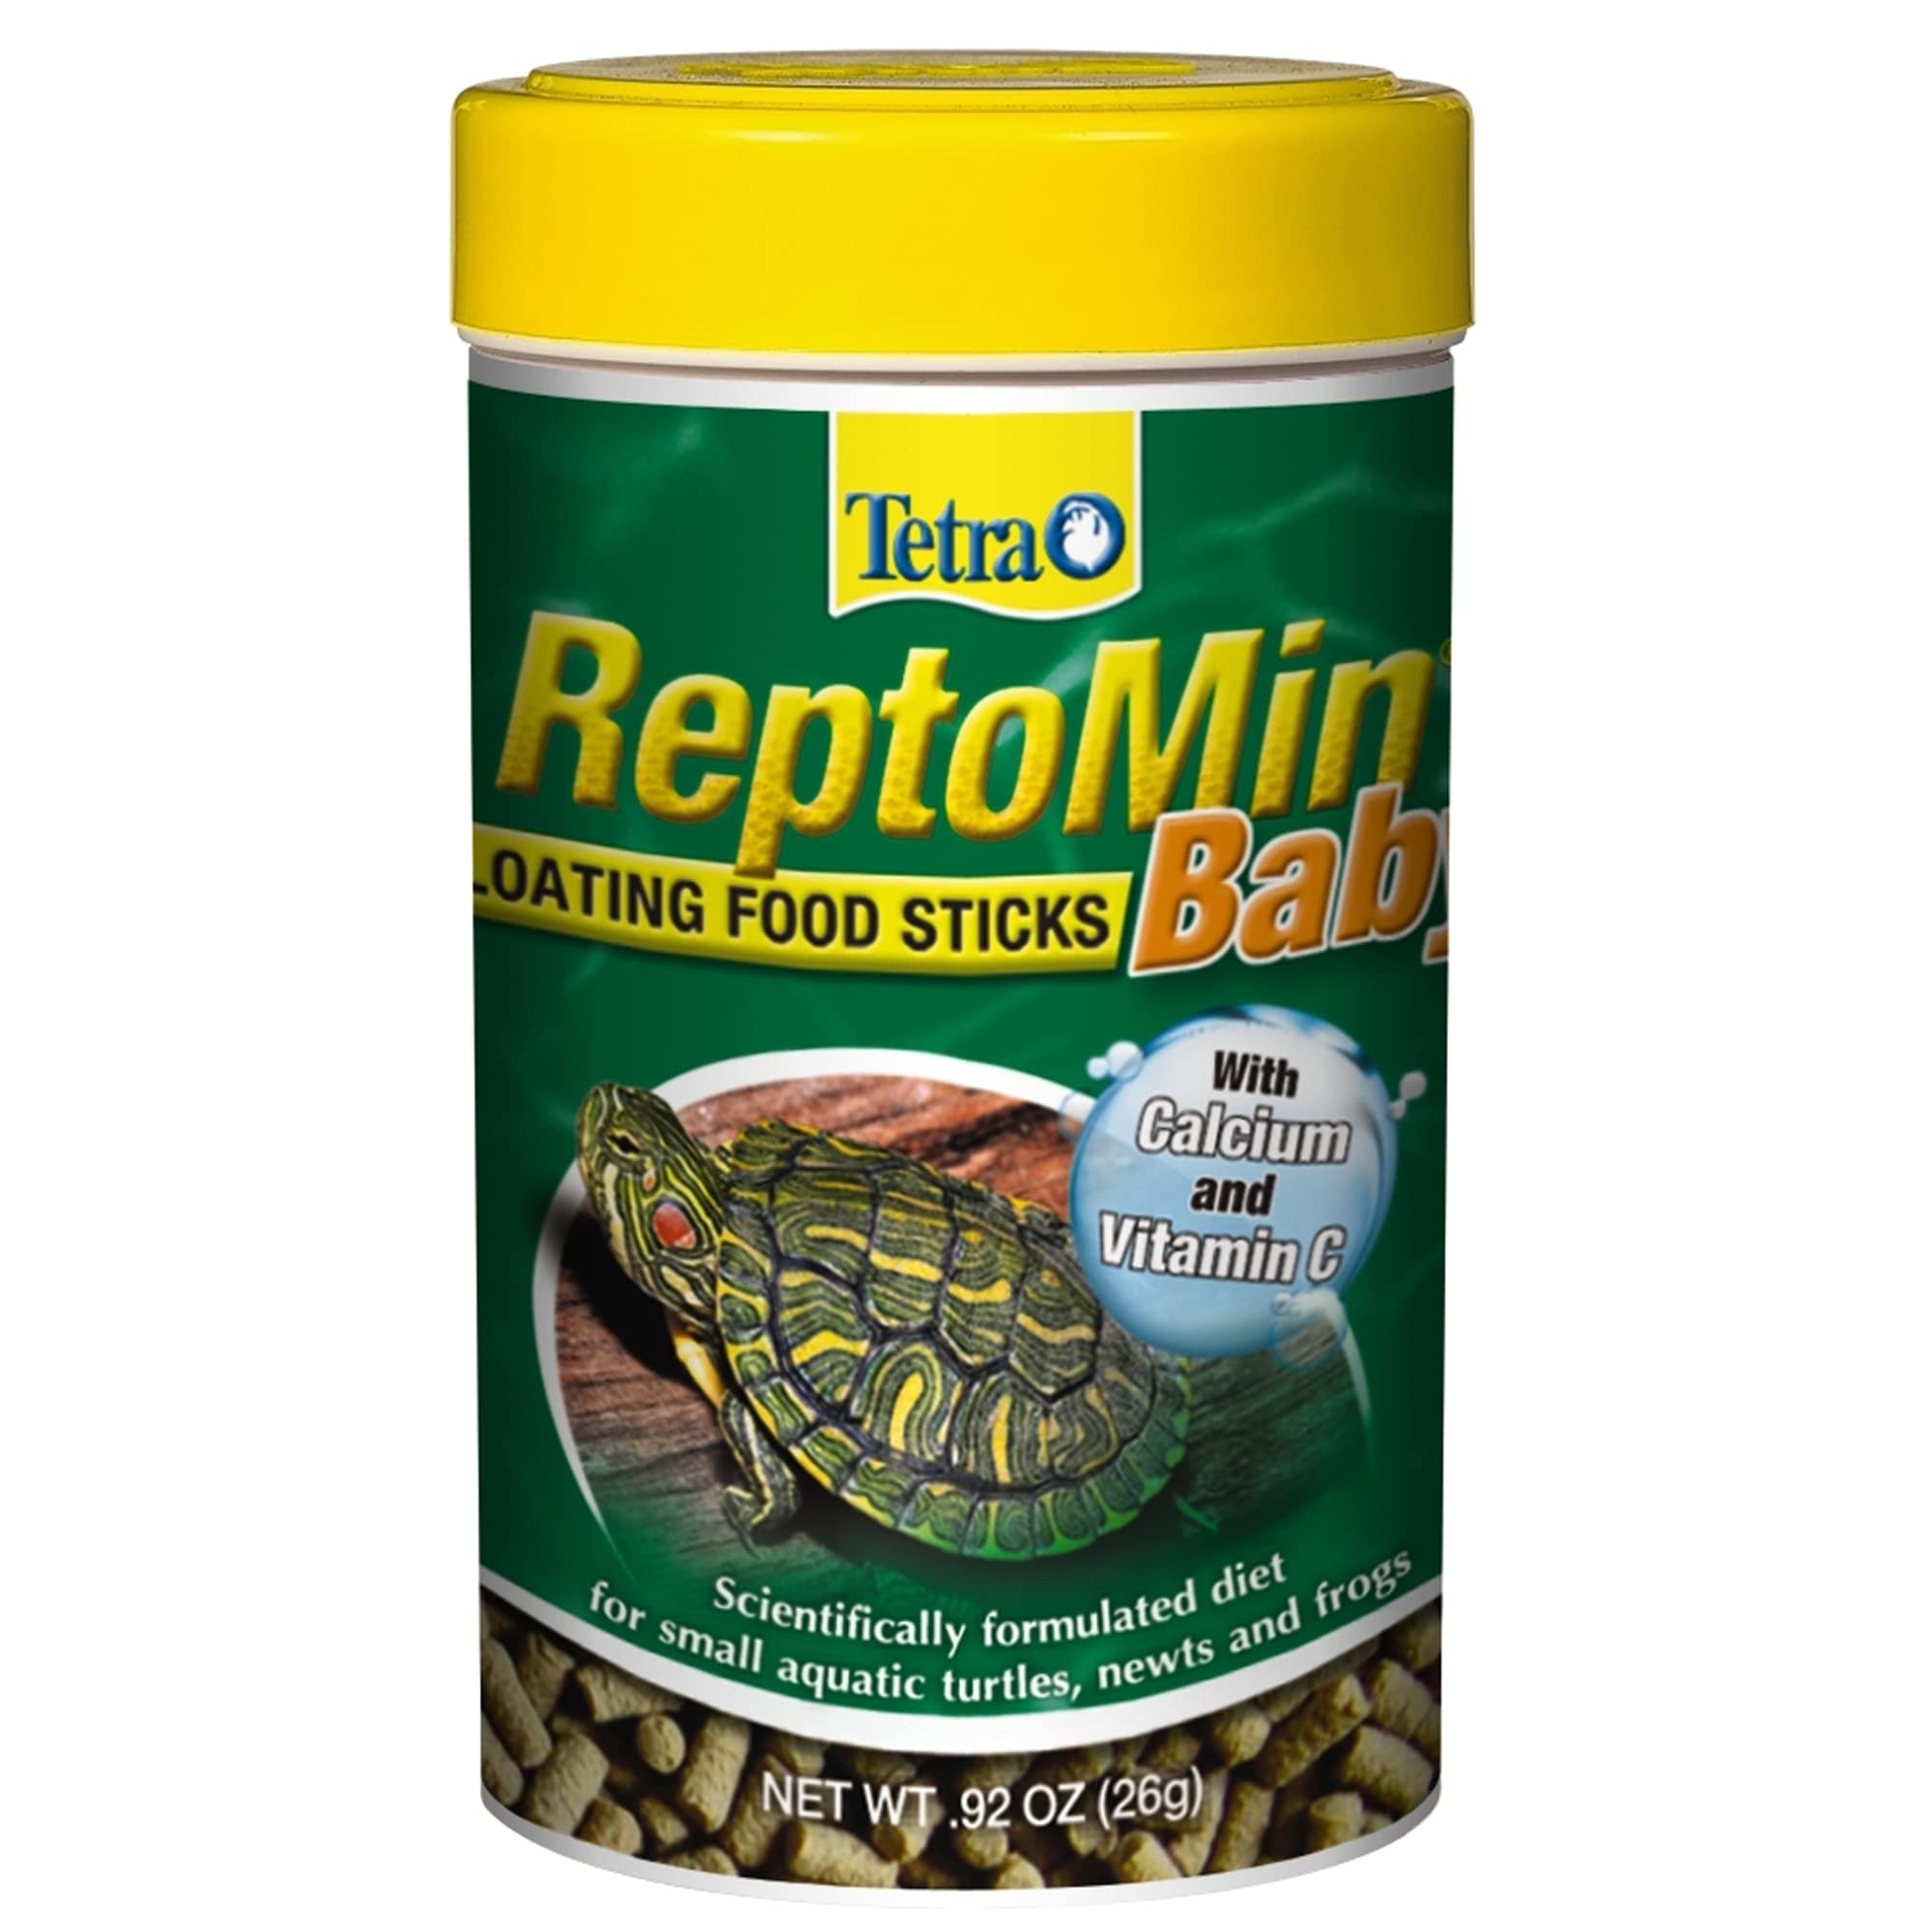 Tetra
ReptoMin
LOATING FOOD STICKS
Baby
With
Calcium
and
Vitamin C
Scientifically formulated diet
for small aquatic turtles, newts and frogs
NET WT .92 OZ (26g)